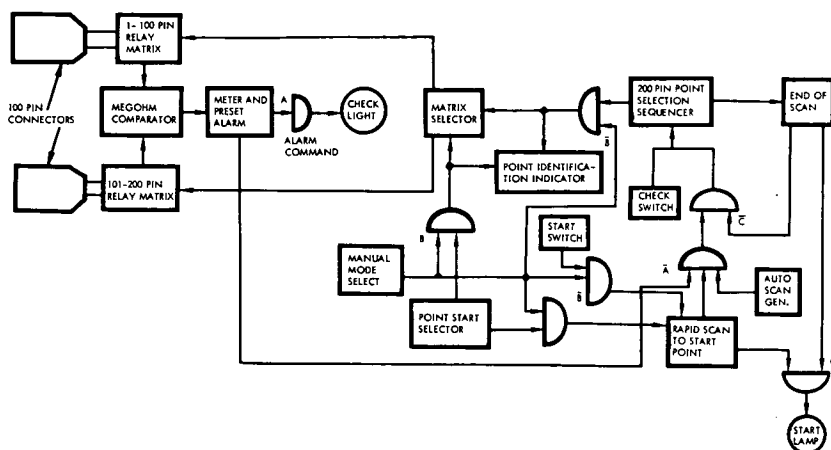 1-100 PIN
RELAY
MATRIX
100 PIN
CONNECTORS
MEGOHM
COMPARATOR
METER AND
PRESET
ALARM
A
ALARM
COMMAND
CHECK
LIGHT
MATRIX
SELECTOR
B̅
200 PIN POINT
SELECTION
SEQUENCER
END OF
SCAN
101-200 PIN
RELAY MATRIX
POINT IDENTIFICA-
TION INDICATOR
CHECK
SWITCH
C̅
B
START
SWITCH
MANUAL
MODE
SELECT
B̅
A̅
AUTO
SCAN
GEN.
POINT START
SELECTOR
RAPID SCAN
TO START
POINT
START
LAMP